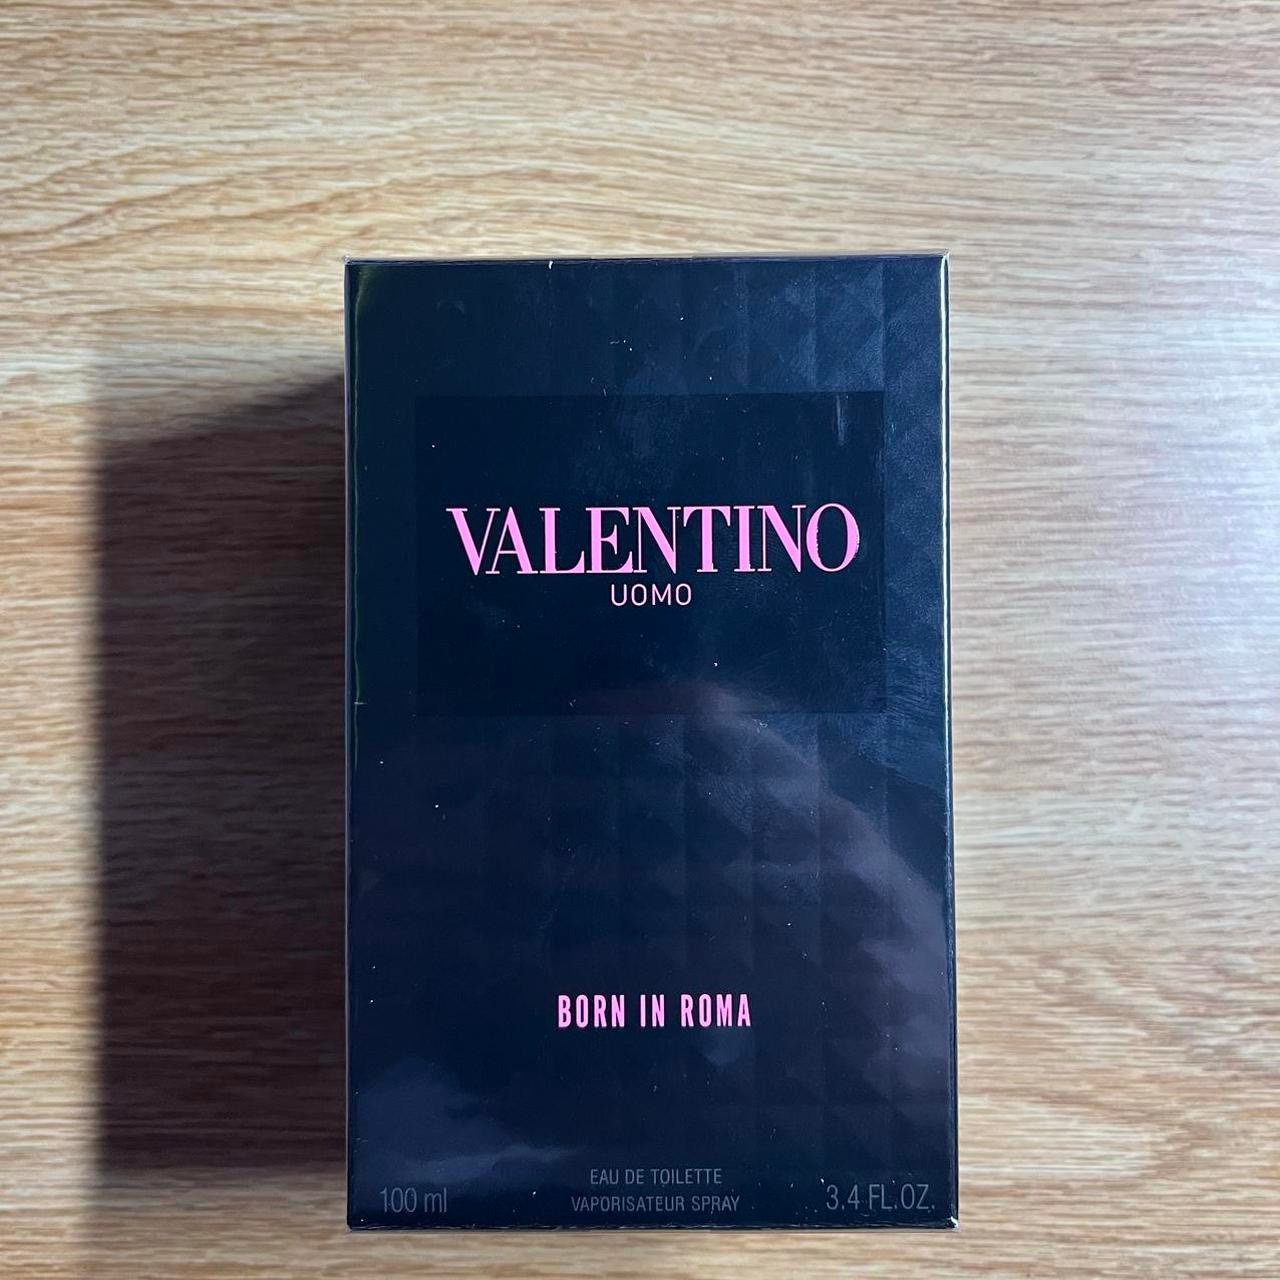 VALENTINO
UOMO
BORN IN ROMA
EAU DE TOILETTE
100 ml VAPORISATEUR SPRAY 3.4 FL.OZ.